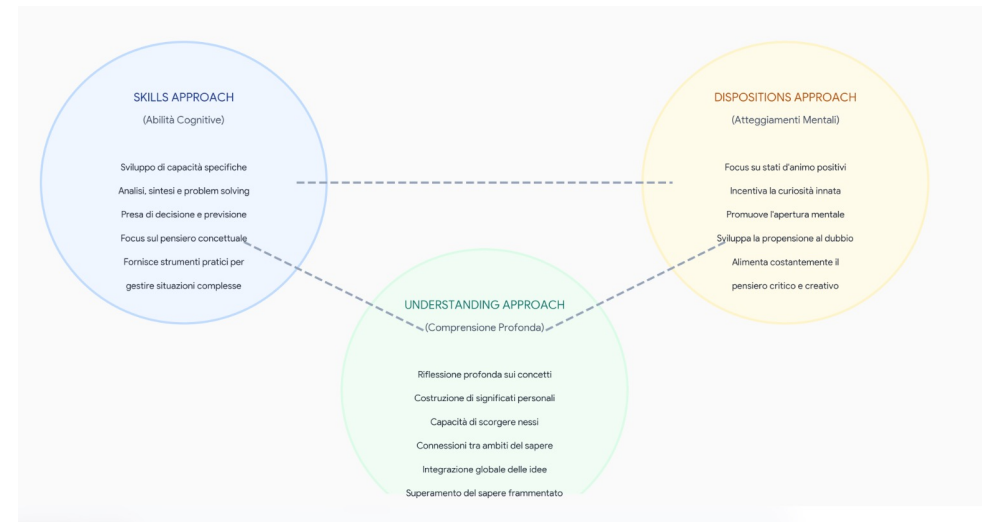 SKILLS APPROACH
(Abilità Cognitive)
Sviluppo di capacità specifiche
Analisi, sintesi e problem solving
Presa di decisione e previsione
Focus sul pensiero concettuale
Fornisce strumenti pratici per
gestire situazioni complesse
DISPOSITIONS APPROACH
(Atteggiamenti Mentali)
Focus su stati d'animo positivi
Incentiva la curiosità innata
Promuove l'apertura mentale
Sviluppa la propensione al dubbio
Alimenta costantemente il
pensiero critico e creativo
UNDERSTANDING APPROACH
(Comprensione Profonda)
Riflessione profonda sui concetti
Costruzione di significati personali
Capacità di scorgere nessi
Connessioni tra ambiti del sapere
Integrazione globale delle idee
Superamento del sapere frammentato